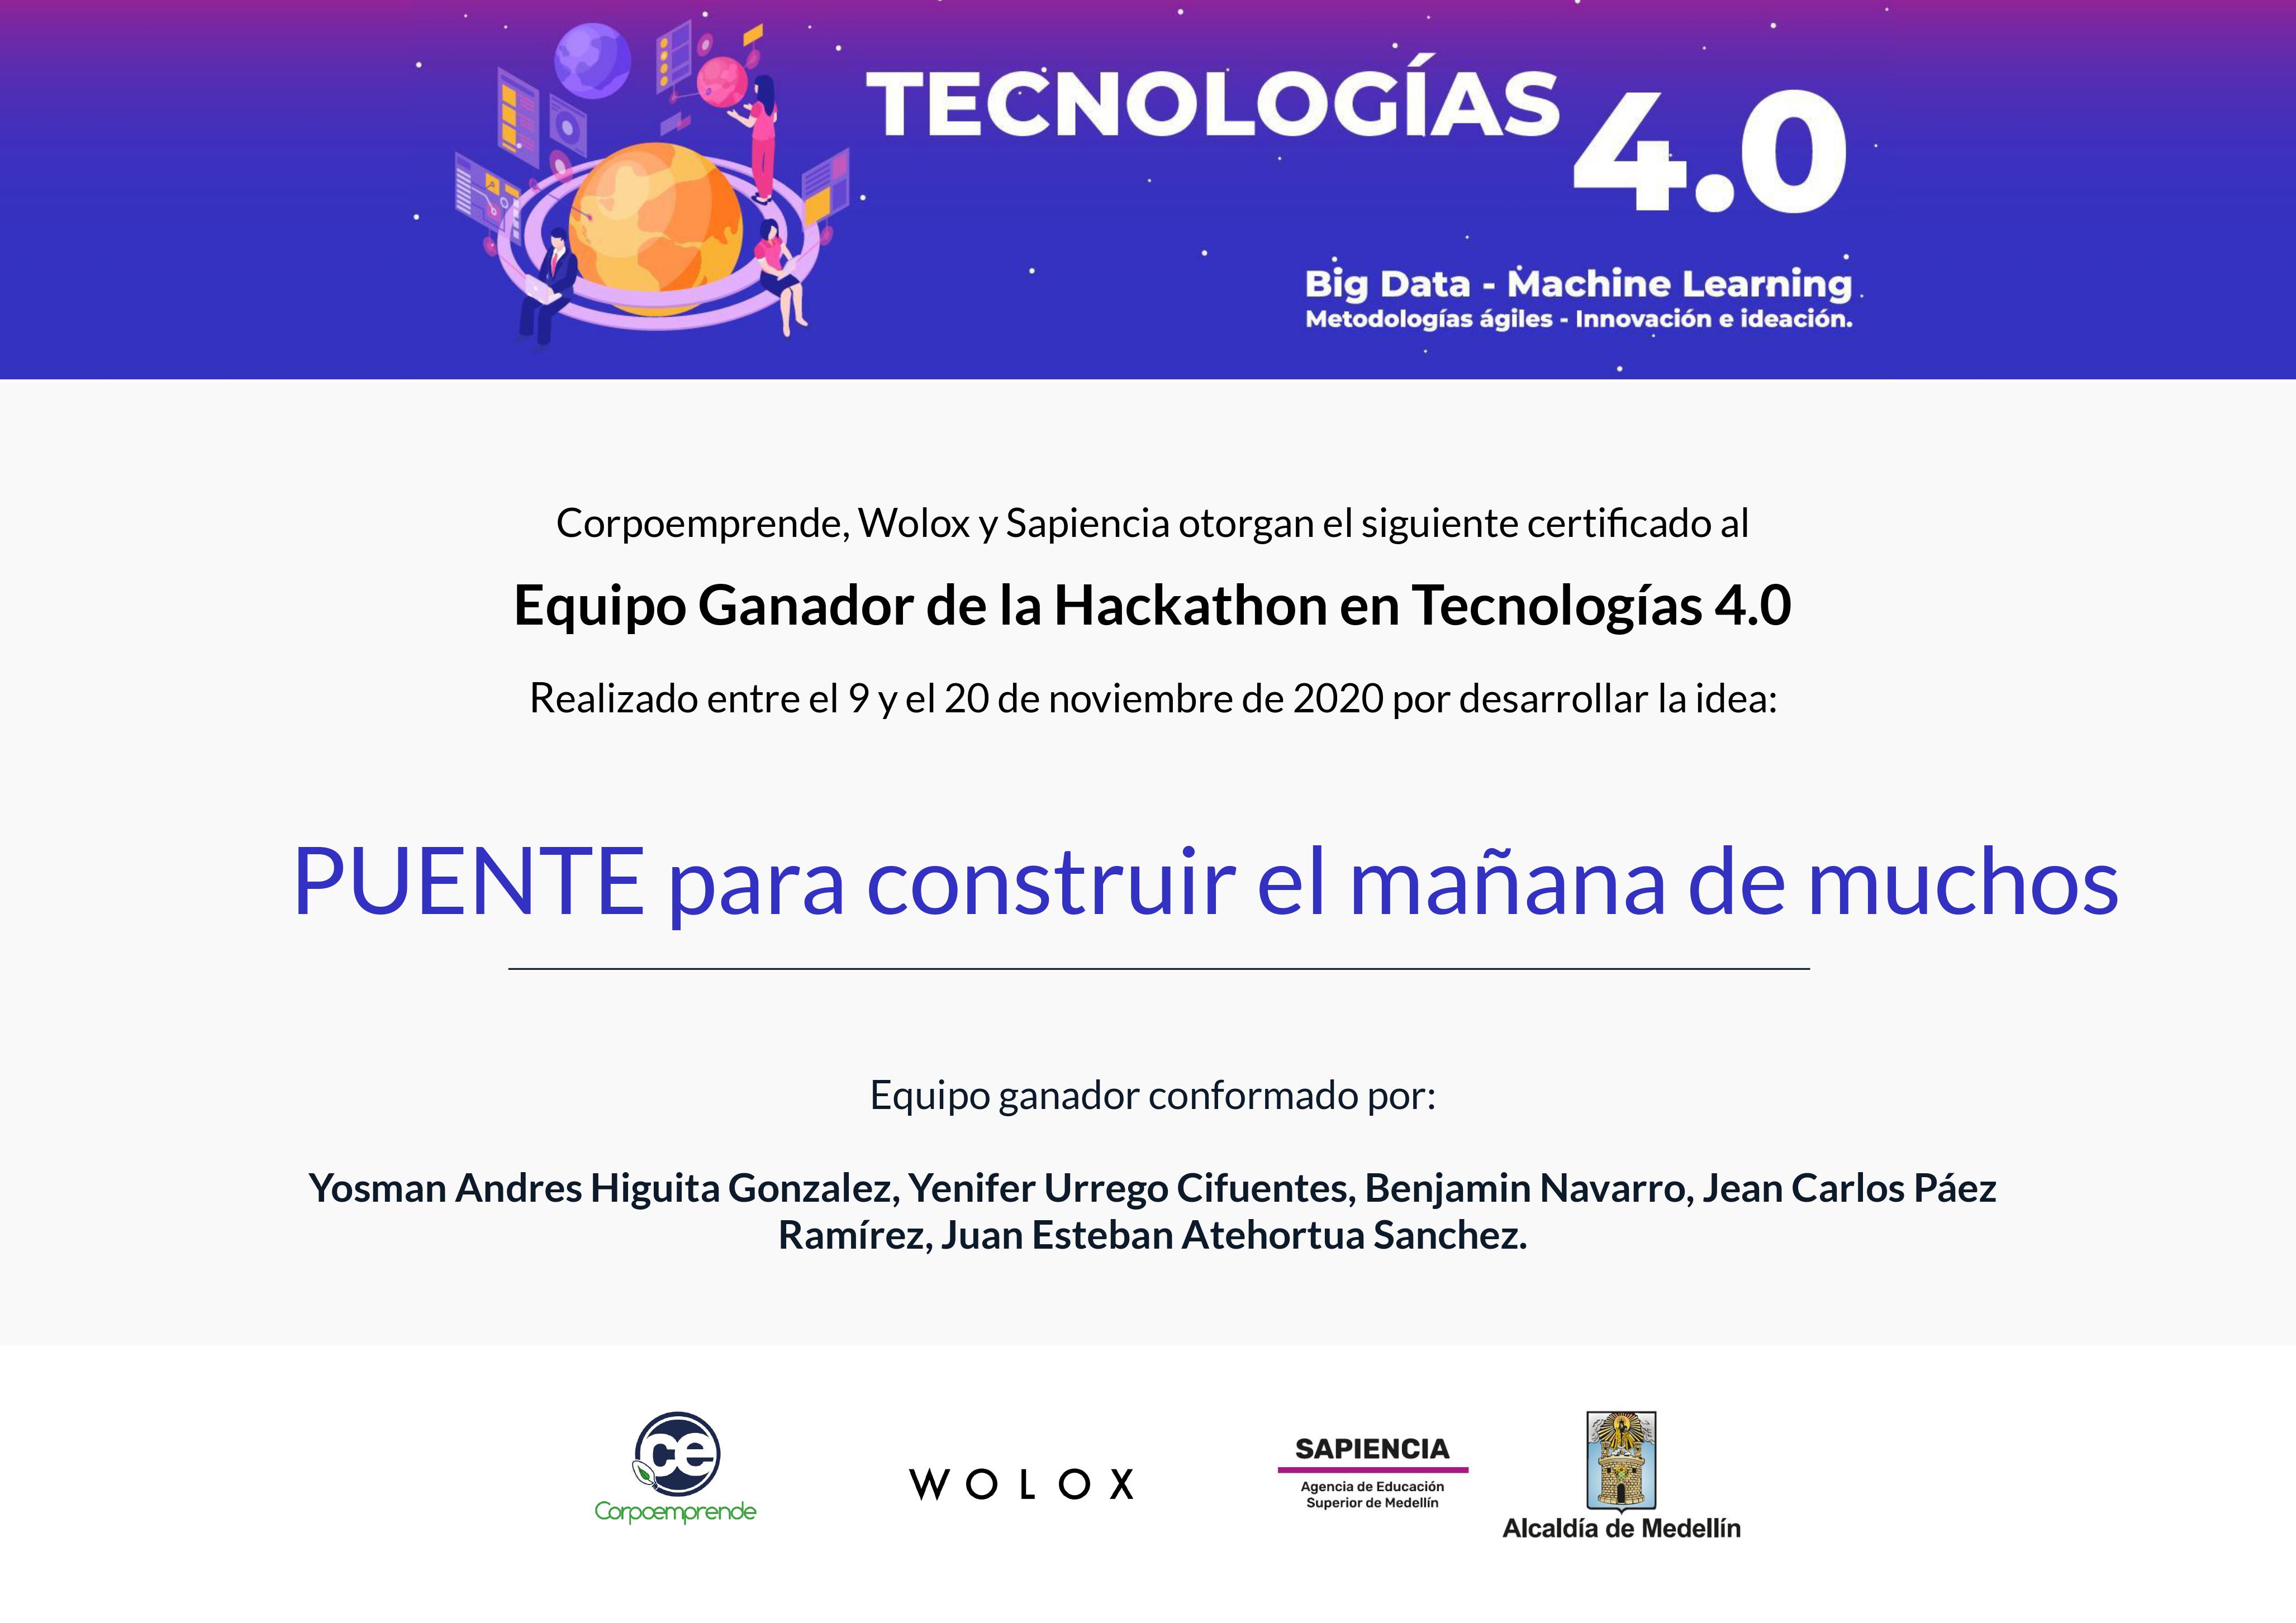 TECNOLOGÍAS
4.0
Big Data - Machine Learning
Metodologías ágiles - Innovación e ideación.
Corpoemprende, Wolox y Sapiencia otorgan el siguiente certificado al
Equipo Ganador de la Hackathon en Tecnologías 4.0
Realizado entre el 9 y el 20 de noviembre de 2020 por desarrollar la idea:
PUENTE para construir el mañana de muchos
Equipo ganador conformado por:
Yosman Andres Higuita Gonzalez, Yenifer Urrego Cifuentes, Benjamin Navarro, Jean Carlos Páez
Ramírez, Juan Esteban Atehortua Sanchez.
ce
Corpoemprende
WOLOX
SAPIENCIA
Agencia de Educación
Superior de Medellín
Alcaldía de Medellín